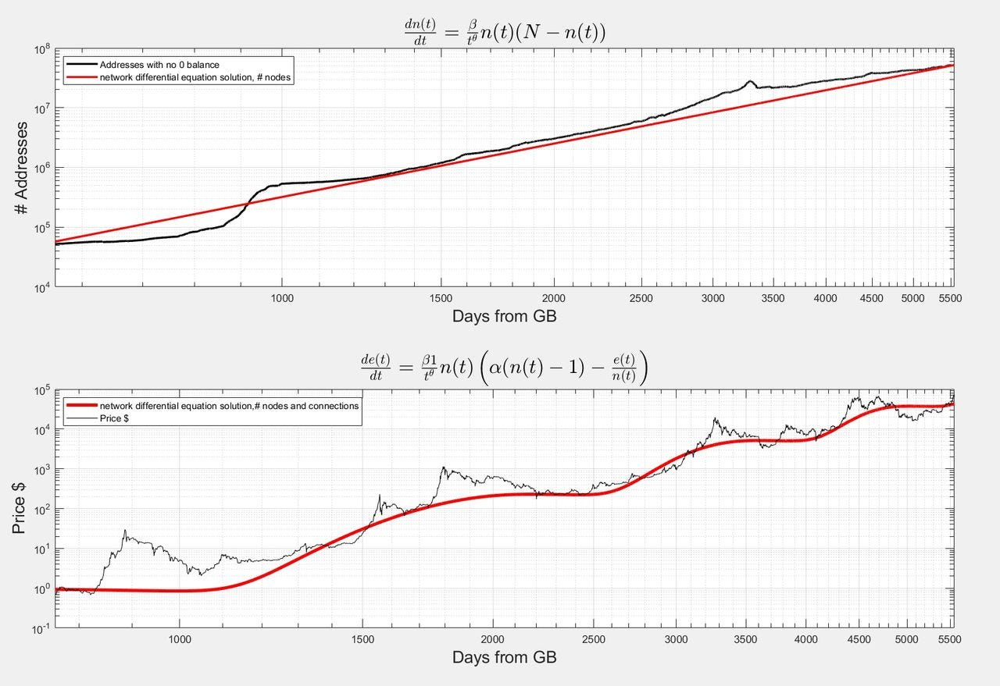 dn(t)/dt = β/t^θ n(t)(N − n(t))
10^8
Addresses with no 0 balance
network differential equation solution, # nodes
10^7
10^6
10^5
10^4
# Addresses
1000 1500 2000 2500 3000 3500 4000 4500 5000 5500
Days from GB
de(t)/dt = β1/t^θ n(t) (α(n(t) − 1) − e(t)/n(t))
10^5
network differential equation solution,# nodes and connections
Price $
10^4
10^3
10^2
10^1
10^0
10^-1
Price $
1000 1500 2000 2500 3000 3500 4000 4500 5000 5500
Days from GB